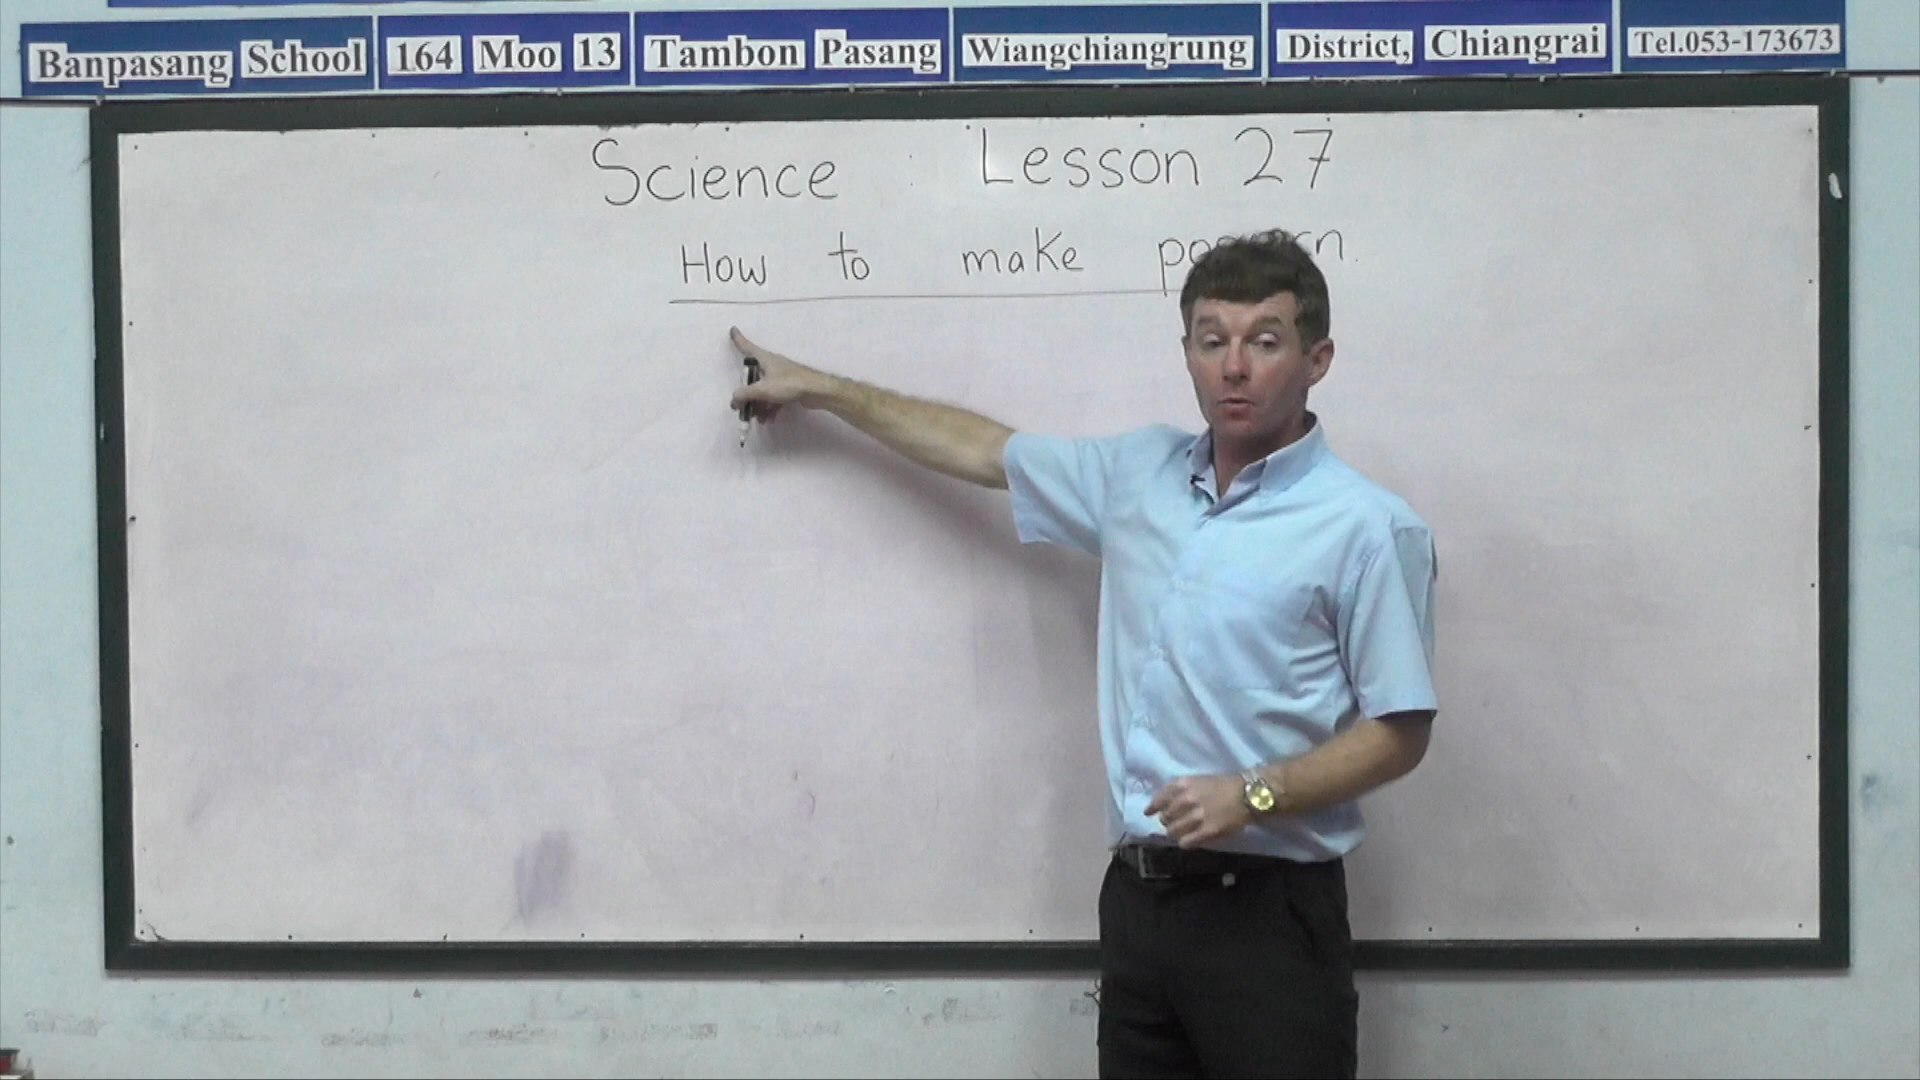 Banpasang School 164 Moo 13 Tambon Pasang Wiangchiangrung District, Chiangrai Tel.053-173673
Science : Lesson 27
How to make